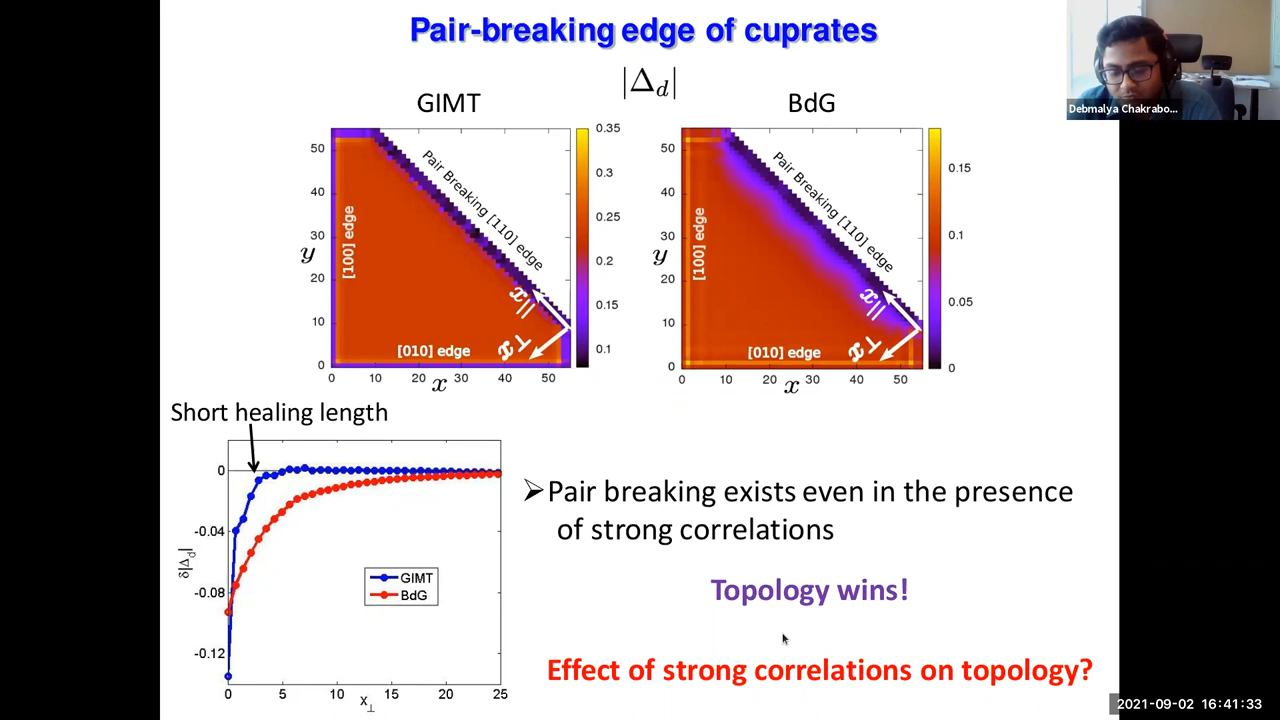 Pair-breaking edge of cuprates
|Δd|
GIMT
BdG
50
40
30
20
10
0
y
0 10 20 30 40 50
x
[100] edge
Pair Breaking [110] edge
[010] edge
x||
x⊥
0.35
0.3
0.25
0.2
0.15
0.1
50
40
30
20
10
0
y
0 10 20 30 40 50
x
[100] edge
Pair Breaking [110] edge
[010] edge
x||
x⊥
0.15
0.1
0.05
0
Debmalya Chakrabo...
Short healing length
0
-0.04
-0.08
-0.12
δ|Δd|
0 5 10 15 20 25
x⊥
GIMT
BdG
➢Pair breaking exists even in the presence
of strong correlations
Topology wins!
Effect of strong correlations on topology?
2021-09-02 16:41:33